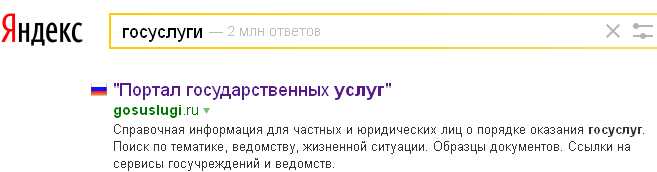 Яндекс
госуслуги — 2 млн ответов
"Портал государственных услуг"
gosuslugi.ru
Справочная информация для частных и юридических лиц о порядке оказания госуслуг.
Поиск по тематике, ведомству, жизненной ситуации. Образцы документов. Ссылки на
сервисы госучреждений и ведомств.